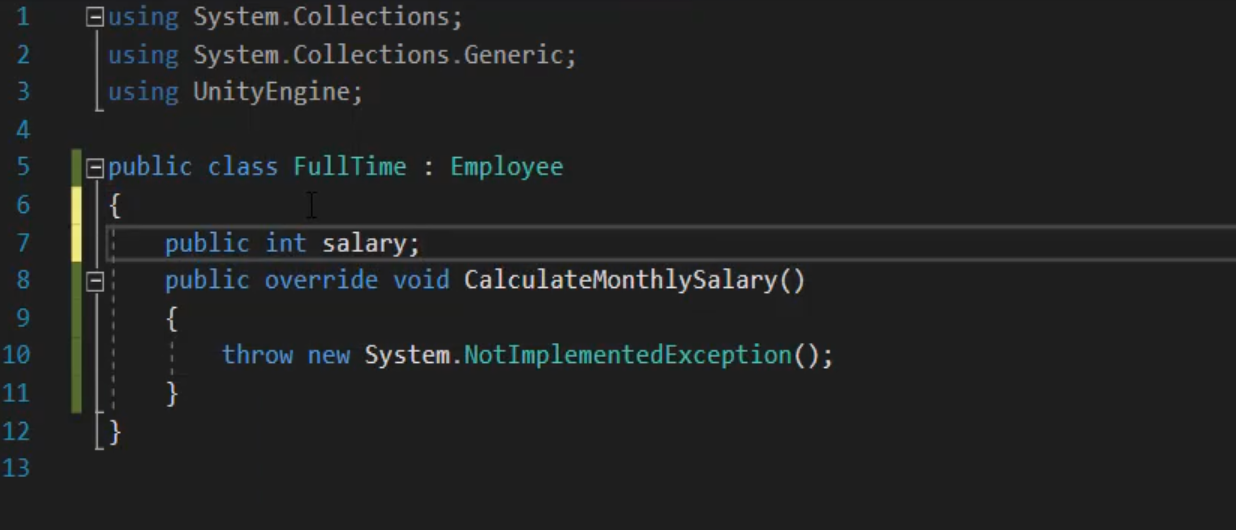 1 using System.Collections;
2 using System.Collections.Generic;
3 using UnityEngine;
4
5 public class FullTime : Employee
6 {
7 public int salary;
8 public override void CalculateMonthlySalary()
9 {
10 throw new System.NotImplementedException();
11 }
12 }
13